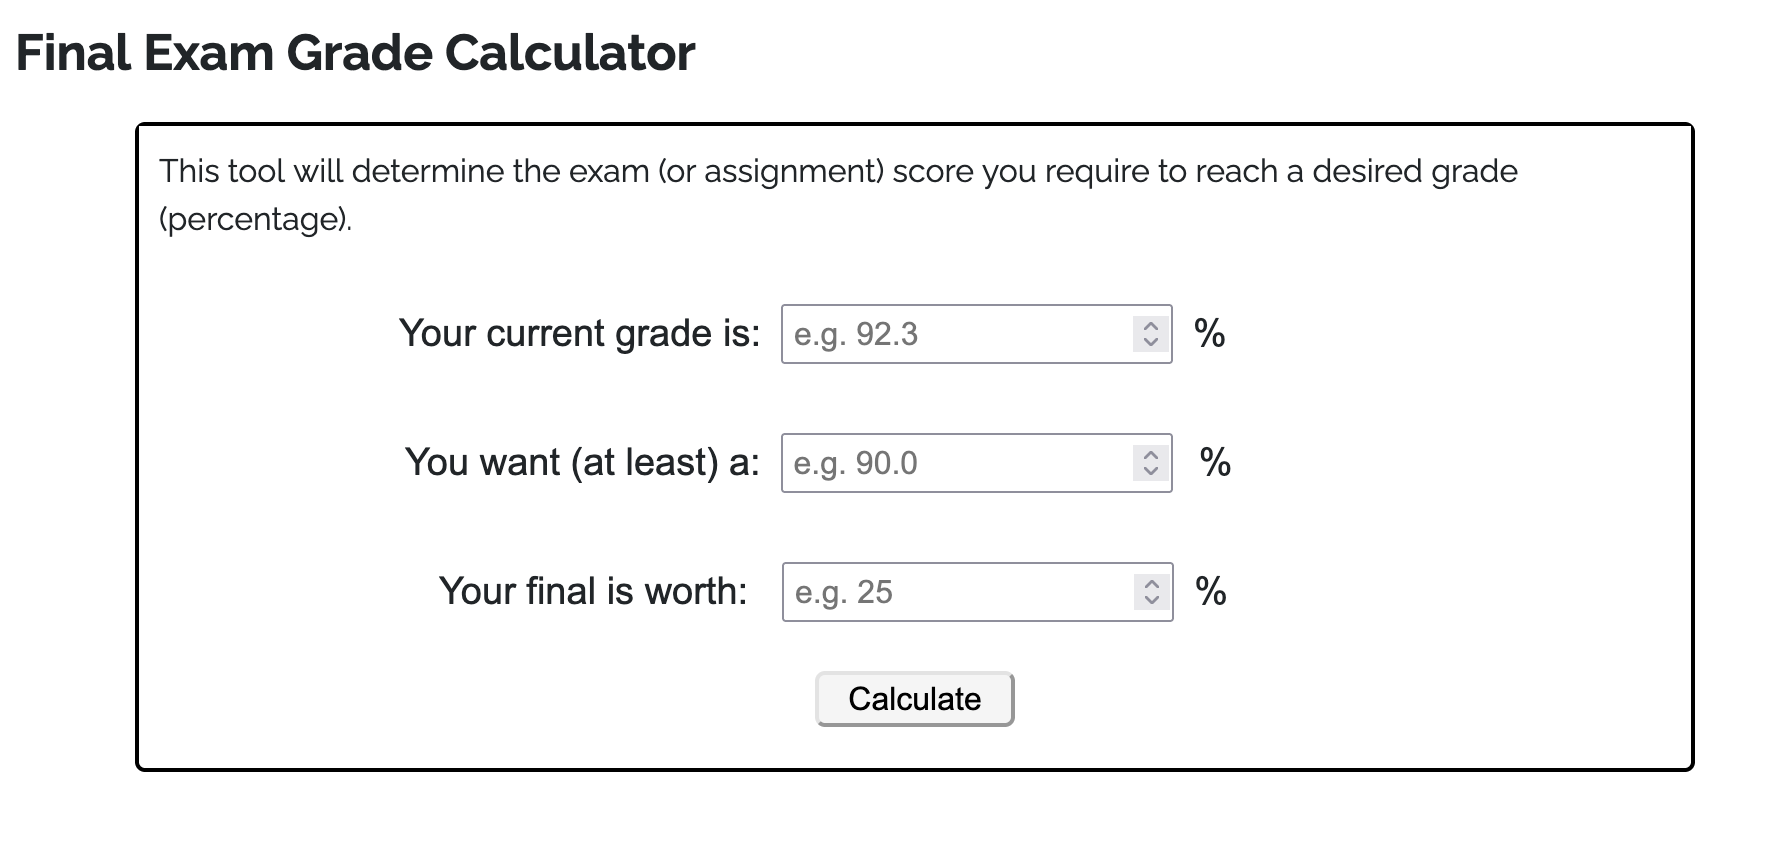 Final Exam Grade Calculator
This tool will determine the exam (or assignment) score you require to reach a desired grade
(percentage).
Your current grade is: e.g. 92.3 %
You want (at least) a: e.g. 90.0 %
Your final is worth: e.g. 25 %
Calculate